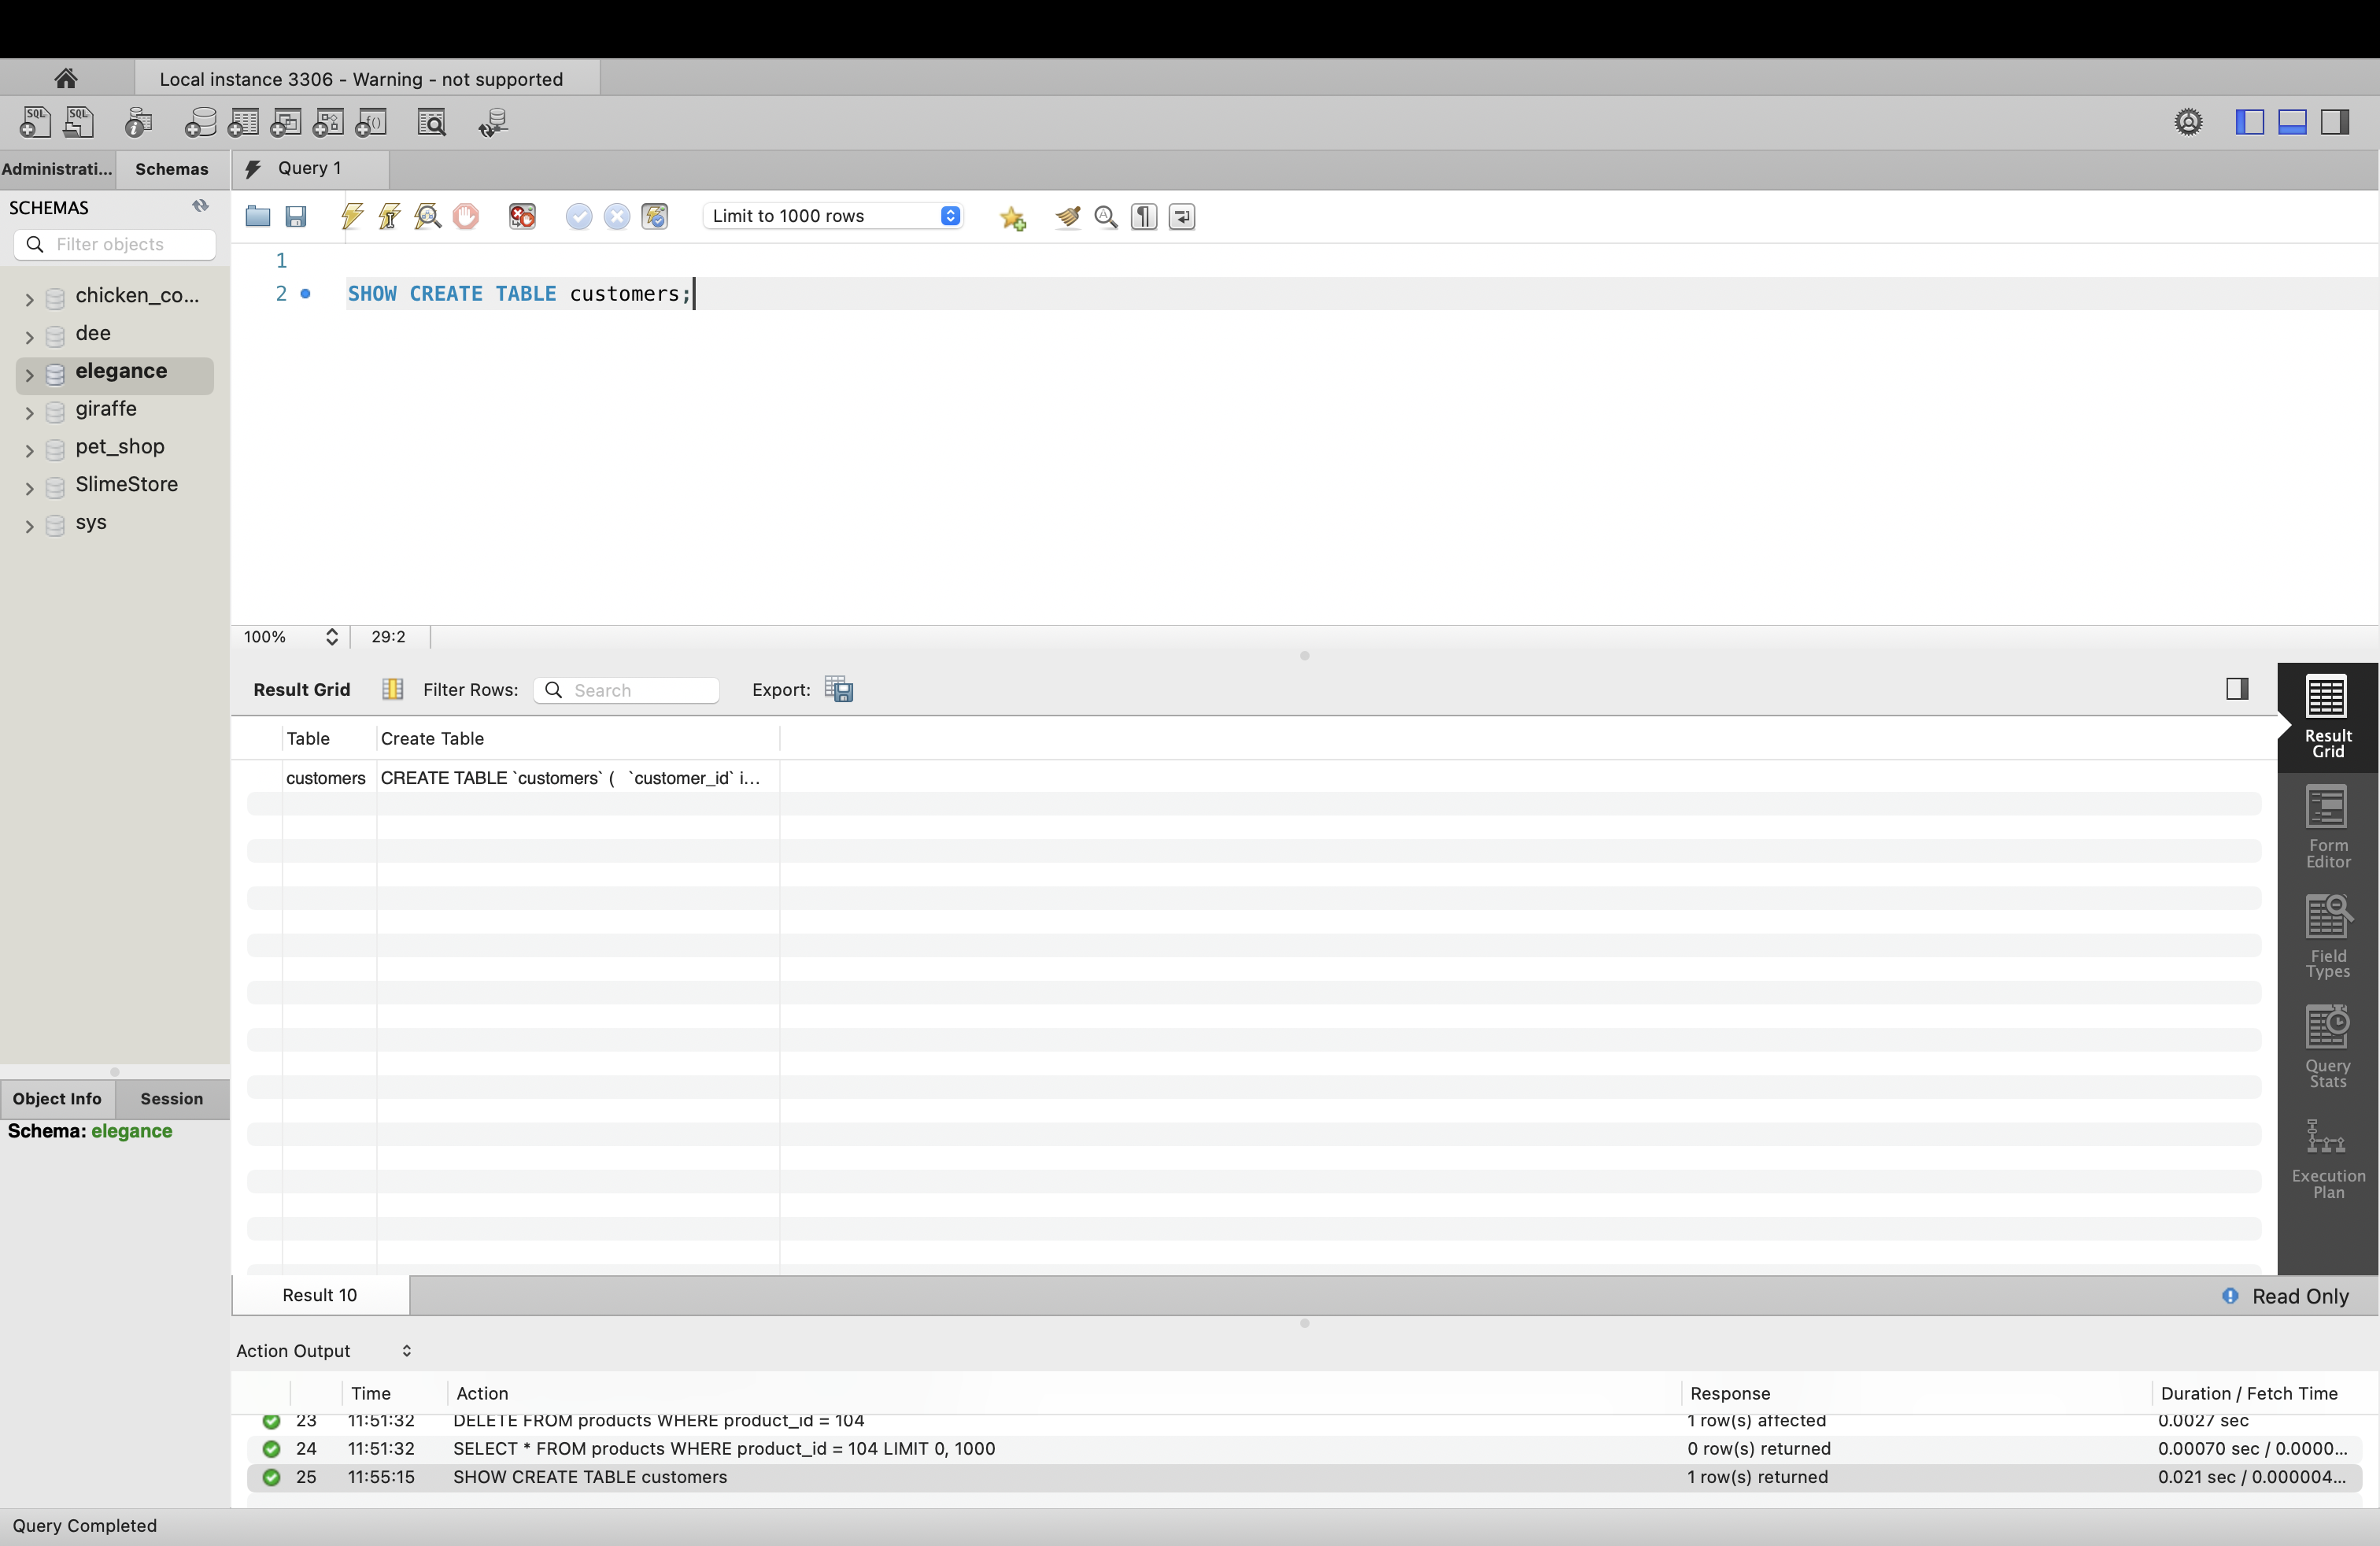 Local instance 3306 - Warning - not supported
SQL SQL f()
Administrati... Schemas Query 1
SCHEMAS
Filter objects
Limit to 1000 rows
1
2 SHOW CREATE TABLE customers;
chicken_co...
dee
elegance
giraffe
pet_shop
SlimeStore
sys
100% 29:2
Result Grid Filter Rows: Search Export:
Table Create Table
customers CREATE TABLE `customers` ( `customer_id` i...
Result
Grid
Form
Editor
Field
Types
Query
Stats
Execution
Plan
Object Info Session
Schema: elegance
Result 10 Read Only
Action Output
Time Action Response Duration / Fetch Time
23 11:51:32 DELETE FROM products WHERE product_id = 104 1 row(s) affected 0.0027 sec
24 11:51:32 SELECT * FROM products WHERE product_id = 104 LIMIT 0, 1000 0 row(s) returned 0.00070 sec / 0.0000...
25 11:55:15 SHOW CREATE TABLE customers 1 row(s) returned 0.021 sec / 0.000004...
Query Completed